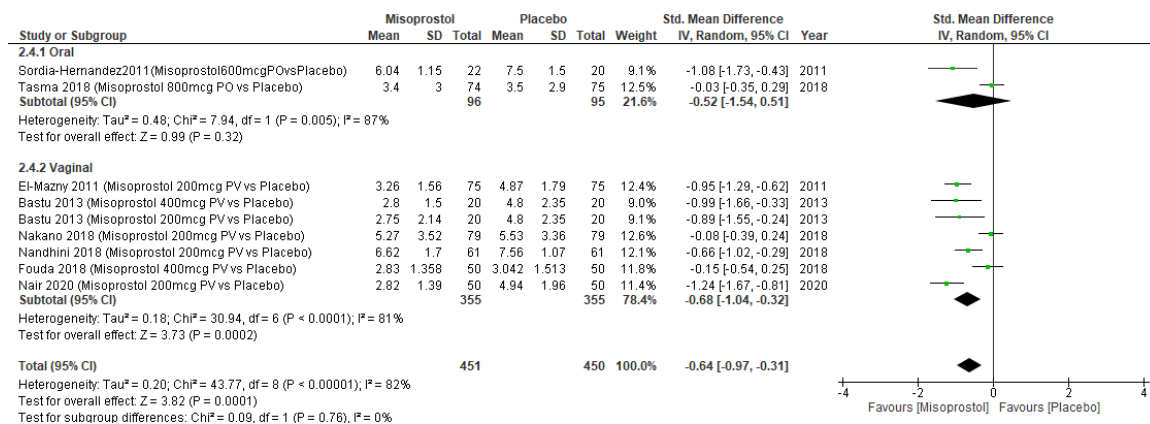 Misoprostol Placebo Std. Mean Difference Std. Mean Difference
Study or Subgroup Mean SD Total Mean SD Total Weight IV, Random, 95% CI Year IV, Random, 95% CI
2.4.1 Oral
Sordia-Hernandez2011(Misoprostol600mcgPOvsPlacebo) 6.04 1.15 22 7.5 1.5 20 9.1% -1.08 [-1.73, -0.43] 2011
Tasma 2018 (Misoprostol 800mcg PO vs Placebo) 3.4 3 74 3.5 2.9 75 12.5% -0.03 [-0.35, 0.29] 2018
Subtotal (95% CI) 96 95 21.6% -0.52 [-1.54, 0.51]
Heterogeneity: Tau² = 0.48; Chi² = 7.94, df = 1 (P = 0.005); I² = 87%
Test for overall effect: Z = 0.99 (P = 0.32)
2.4.2 Vaginal
El-Mazny 2011 (Misoprostol 200mcg PV vs Placebo) 3.26 1.56 75 4.87 1.79 75 12.4% -0.95 [-1.29, -0.62] 2011
Bastu 2013 (Misoprostol 400mcg PV vs Placebo) 2.8 1.5 20 4.8 2.35 20 9.0% -0.99 [-1.66, -0.33] 2013
Bastu 2013 (Misoprostol 200mcg PV vs Placebo) 2.75 2.14 20 4.8 2.35 20 9.1% -0.89 [-1.55, -0.24] 2013
Nakano 2018 (Misoprostol 200mcg PV vs Placebo) 5.27 3.52 79 5.53 3.36 79 12.6% -0.08 [-0.39, 0.24] 2018
Nandhini 2018 (Misoprostol 200mcg PV vs Placebo) 6.62 1.7 61 7.56 1.07 61 12.1% -0.66 [-1.02, -0.29] 2018
Fouda 2018 (Misoprostol 400mcg PV vs Placebo) 2.83 1.358 50 3.042 1.513 50 11.8% -0.15 [-0.54, 0.25] 2018
Nair 2020 (Misoprostol 200mcg PV vs Placebo) 2.82 1.39 50 4.94 1.96 50 11.4% -1.24 [-1.67, -0.81] 2020
Subtotal (95% CI) 355 355 78.4% -0.68 [-1.04, -0.32]
Heterogeneity: Tau² = 0.18; Chi² = 30.94, df = 6 (P < 0.0001); I² = 81%
Test for overall effect: Z = 3.73 (P = 0.0002)
Total (95% CI) 451 450 100.0% -0.64 [-0.97, -0.31]
Heterogeneity: Tau² = 0.20; Chi² = 43.77, df = 8 (P < 0.00001); I² = 82%
Test for overall effect: Z = 3.82 (P = 0.0001)
Test for subgroup differences: Chi² = 0.09, df = 1 (P = 0.76), I² = 0%
-4 -2 0 2 4
Favours [Misoprostol] Favours [Placebo]